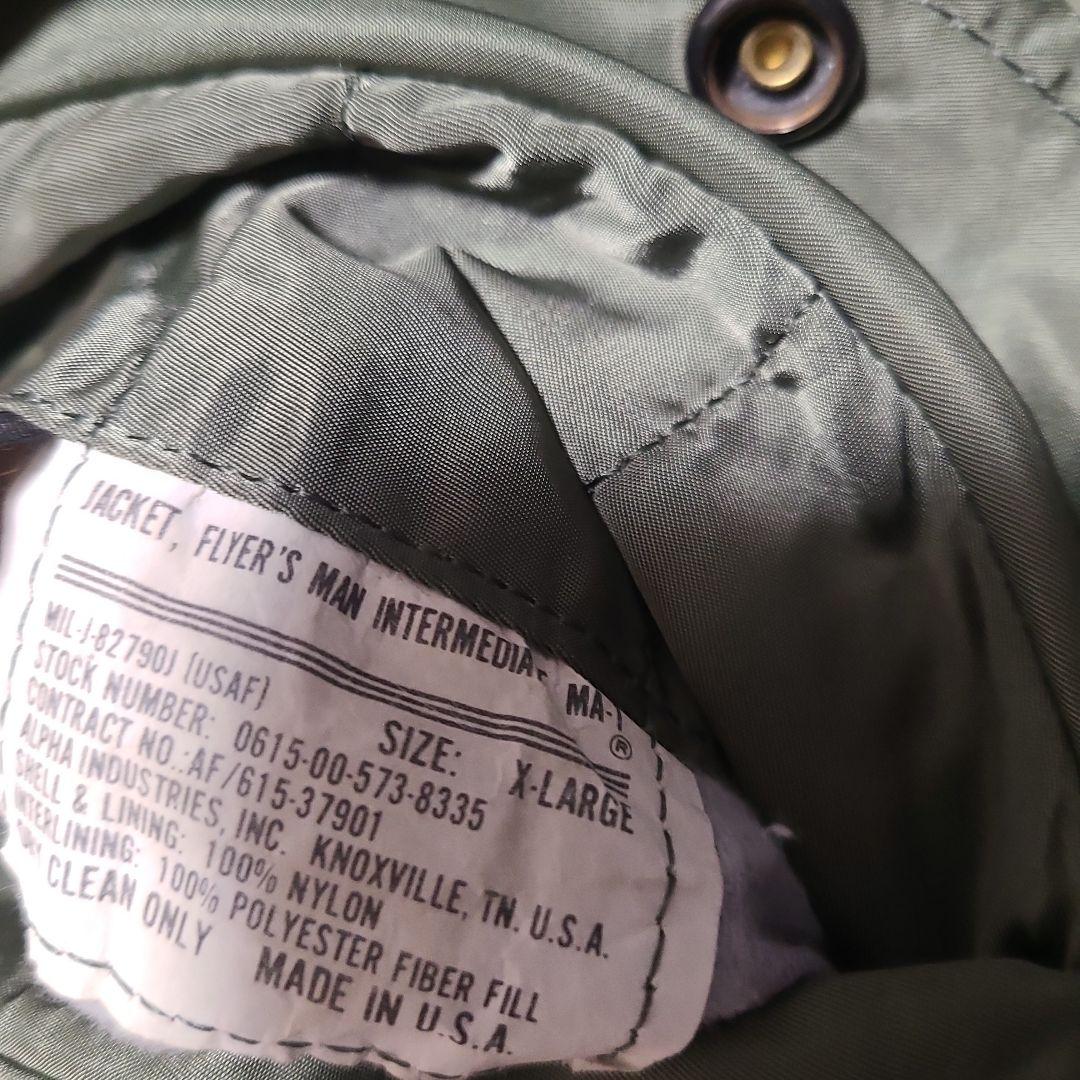 JACKET, FLYER'S MAN INTERMEDIA MA-1 ®
MIL-J-82790J (USAF) SIZE: X-LARGE
STOCK NUMBER: 0615-00-573-8335
CONTRACT NO.:AF/615-37901
ALPHA INDUSTRIES, INC. KNOXVILLE, TN. U.S.A.
SHELL & LINING: 100% NYLON
INTERLINING: 100% POLYESTER FIBER FILL
CLEAN ONLY
MADE IN U.S.A.